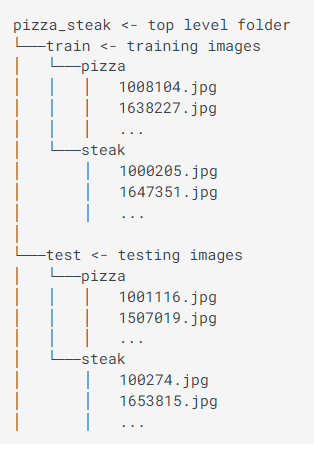 pizza_steak <- top level folder
└───train <- training images
│   └───pizza
│   │   │   1008104.jpg
│   │   │   1638227.jpg
│   │   │   ...
│   └───steak
│       │   1000205.jpg
│       │   1647351.jpg
│       │   ...
│
└───test <- testing images
│   └───pizza
│   │   │   1001116.jpg
│   │   │   1507019.jpg
│   │   │   ...
│   └───steak
│       │   100274.jpg
│       │   1653815.jpg
│       │   ...